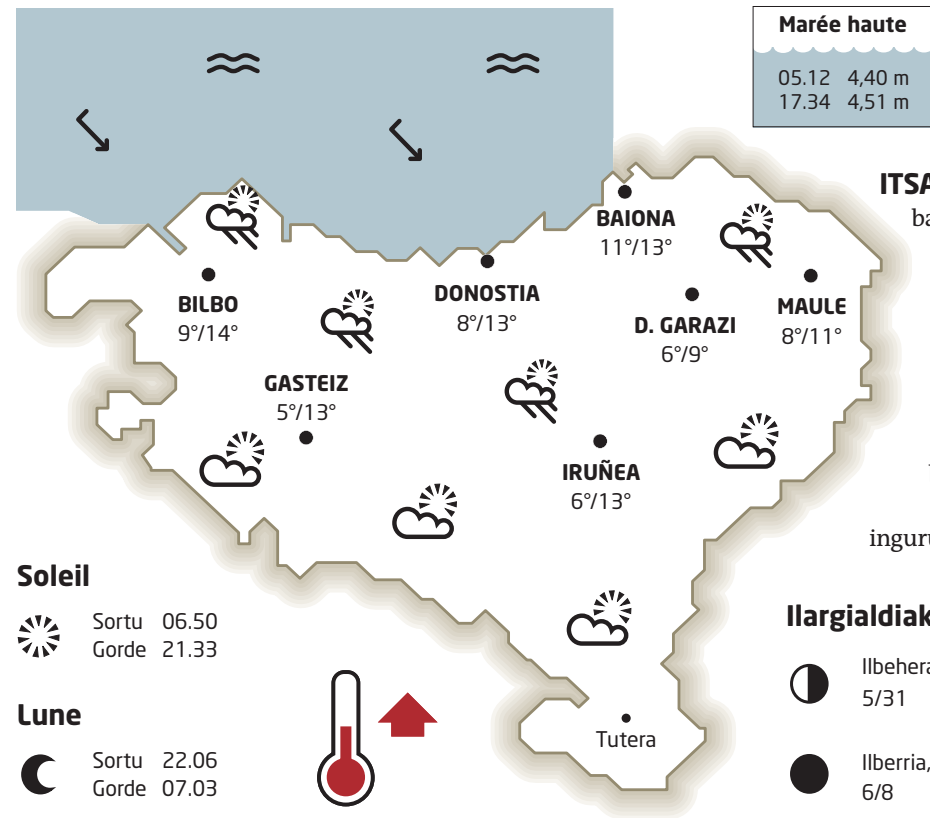 Marée haute
05.12 4,40 m
17.34 4,51 m
BAIONA
11°/13°
BILBO
9°/14°
DONOSTIA
8°/13°
D. GARAZI
6°/9°
MAULE
8°/11°
GASTEIZ
5°/13°
IRUÑEA
6°/13°
Tutera
Soleil
Sortu 06.50
Gorde 21.33
Lune
Sortu 22.06
Gorde 07.03
ITSA
ba
inguru
Ilargialdiak
Ilbehera
5/31
Ilberria,
6/8